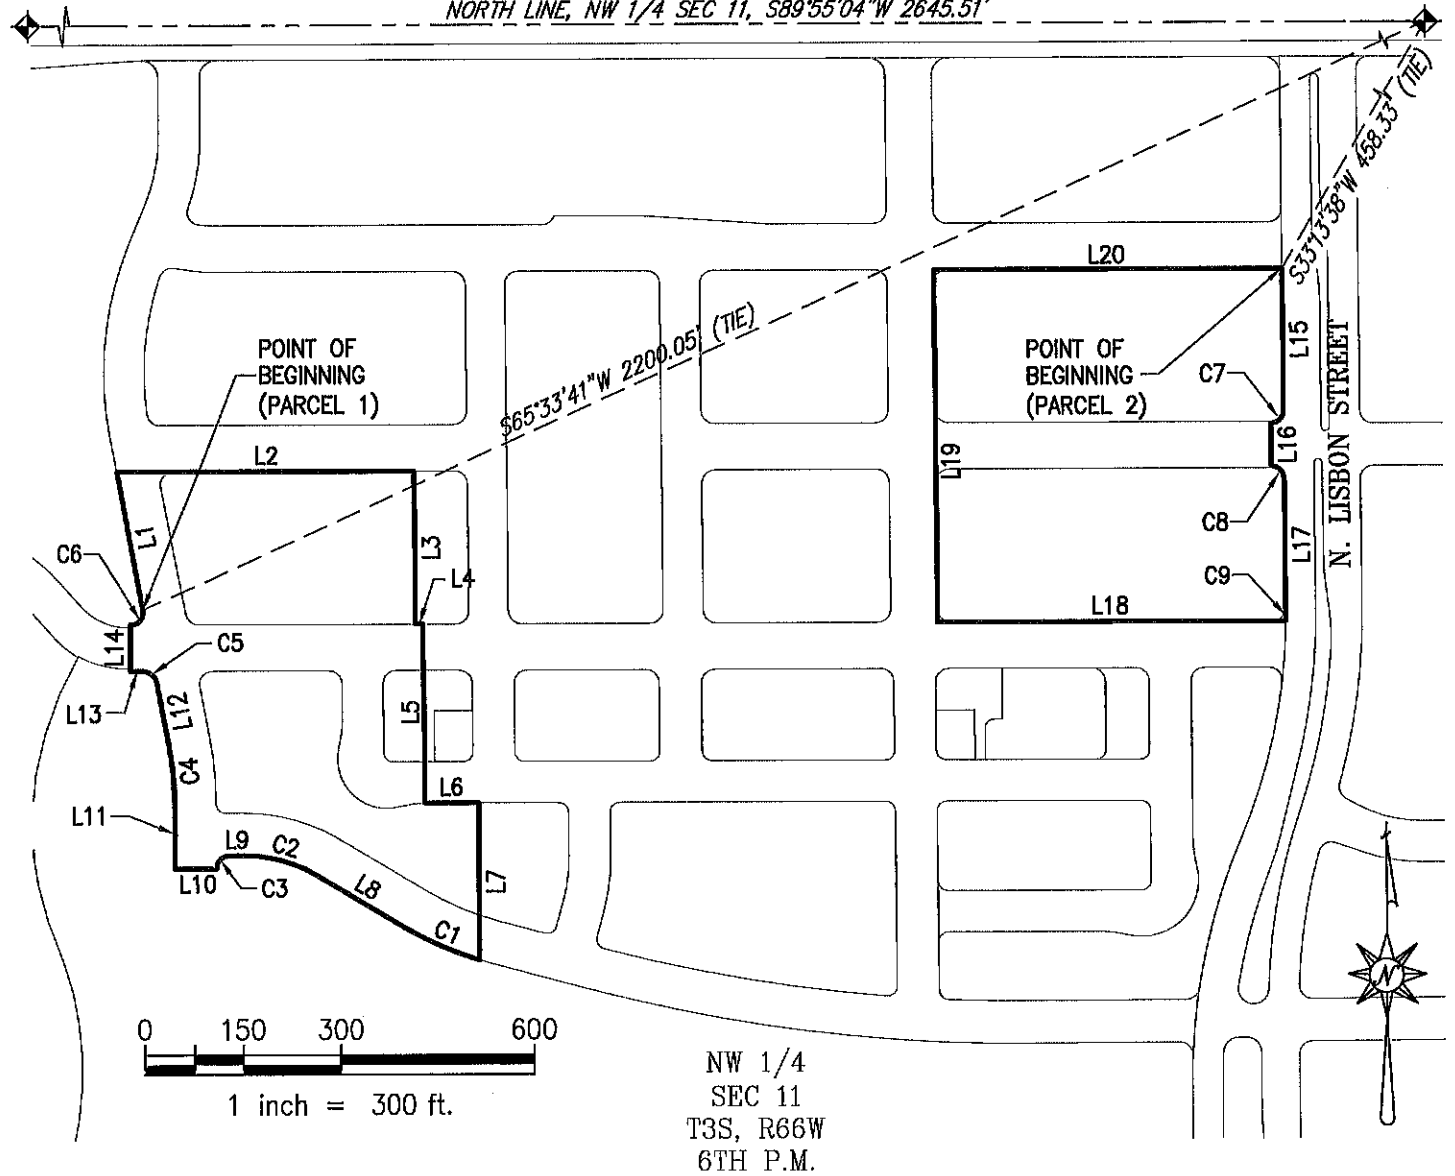 NORTH LINE, NW 1/4 SEC 11, S89°55'04"W 2645.51'
S33°13'38"W 458.33' (TIE)
L20
S65°33'41"W 2200.05' (TIE)
POINT OF
BEGINNING
(PARCEL 1)
POINT OF
BEGINNING
(PARCEL 2)
C7
L15
L16
N. LISBON STREET
L2
L19
L1
C6
L3
L4
C8
L17
C9
L18
L14
C5
L13
L12
L5
C4
L6
L11
L9
C2
L10
C3
L8
L7
C1
N
0 150 300 600
1 inch = 300 ft.
NW 1/4
SEC 11
T3S, R66W
6TH P.M.